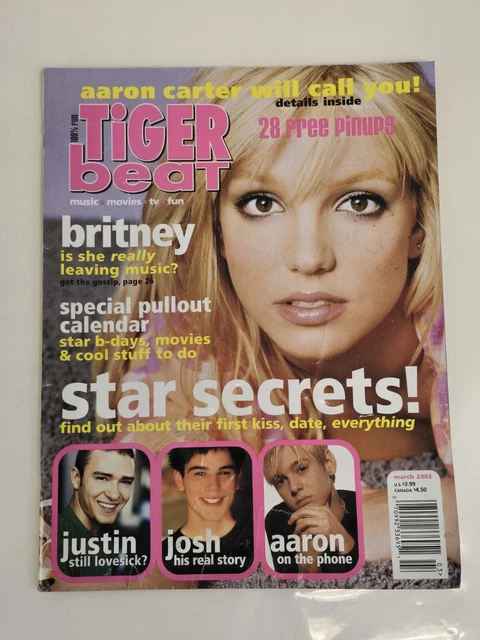 aaron carter will call you!
details inside
100% fun
TiGER
beat
28 free pinups
music • movies • tv • fun
britney
is she really
leaving music?
get the gossip, page 26
special pullout
calendar
star b-days, movies
& cool stuff to do
star secrets!
find out about their first kiss, date, everything
justin
still lovesick?
josh
his real story
aaron
on the phone
march 2002
U.S $3.99
CANADA $4.50
03>